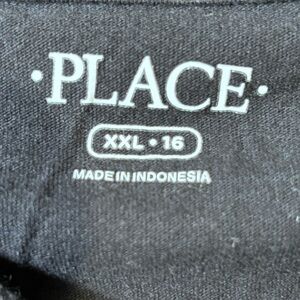 ·PLACE·
XXL · 16
MADE IN INDONESIA